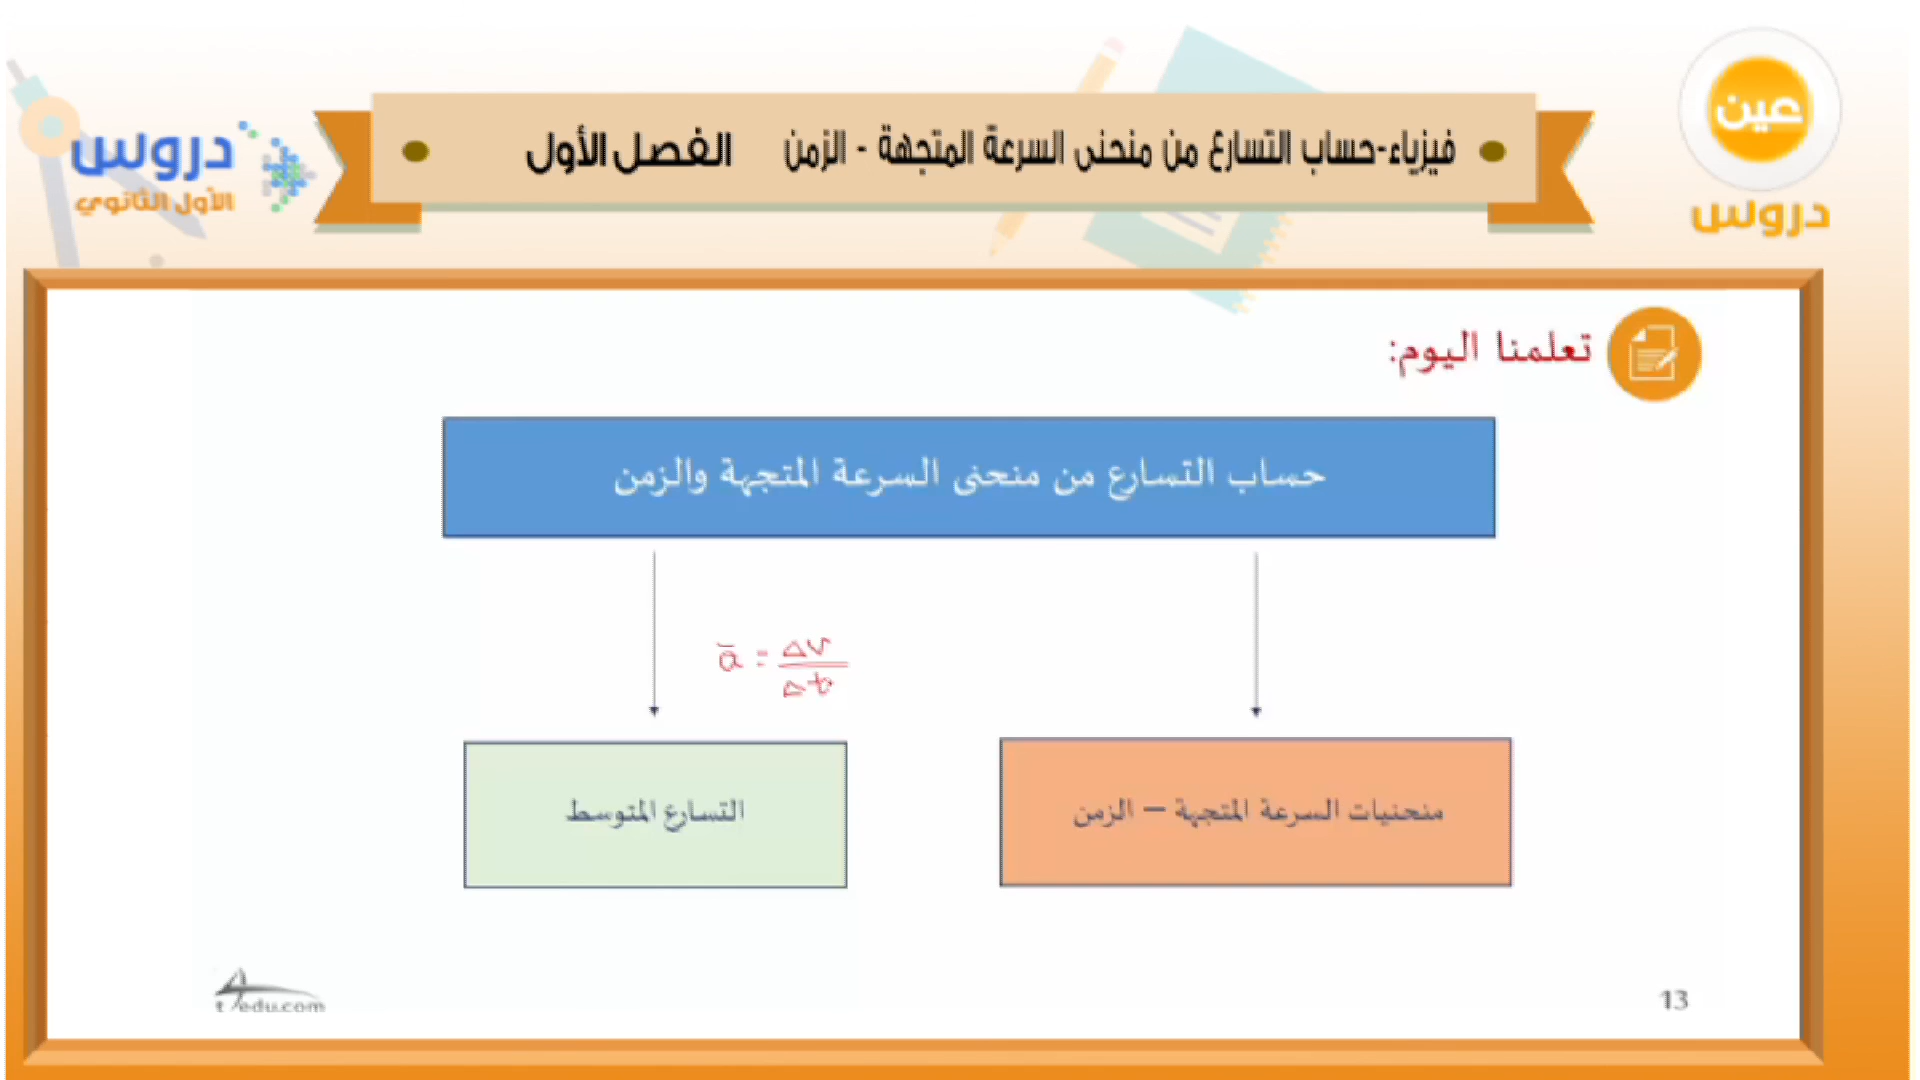 عين
دروس
دروس
الأول الثانوي
فيزياء-حساب التسارع من منحنى السرعة المتجهة - الزمن الفصل الأول
تعلمنا اليوم:
حساب التسارع من منحنى السرعة المتجهة والزمن
ā = Δv / Δt
منحنيات السرعة المتجهة – الزمن
التسارع المتوسط
t4edu.com
13